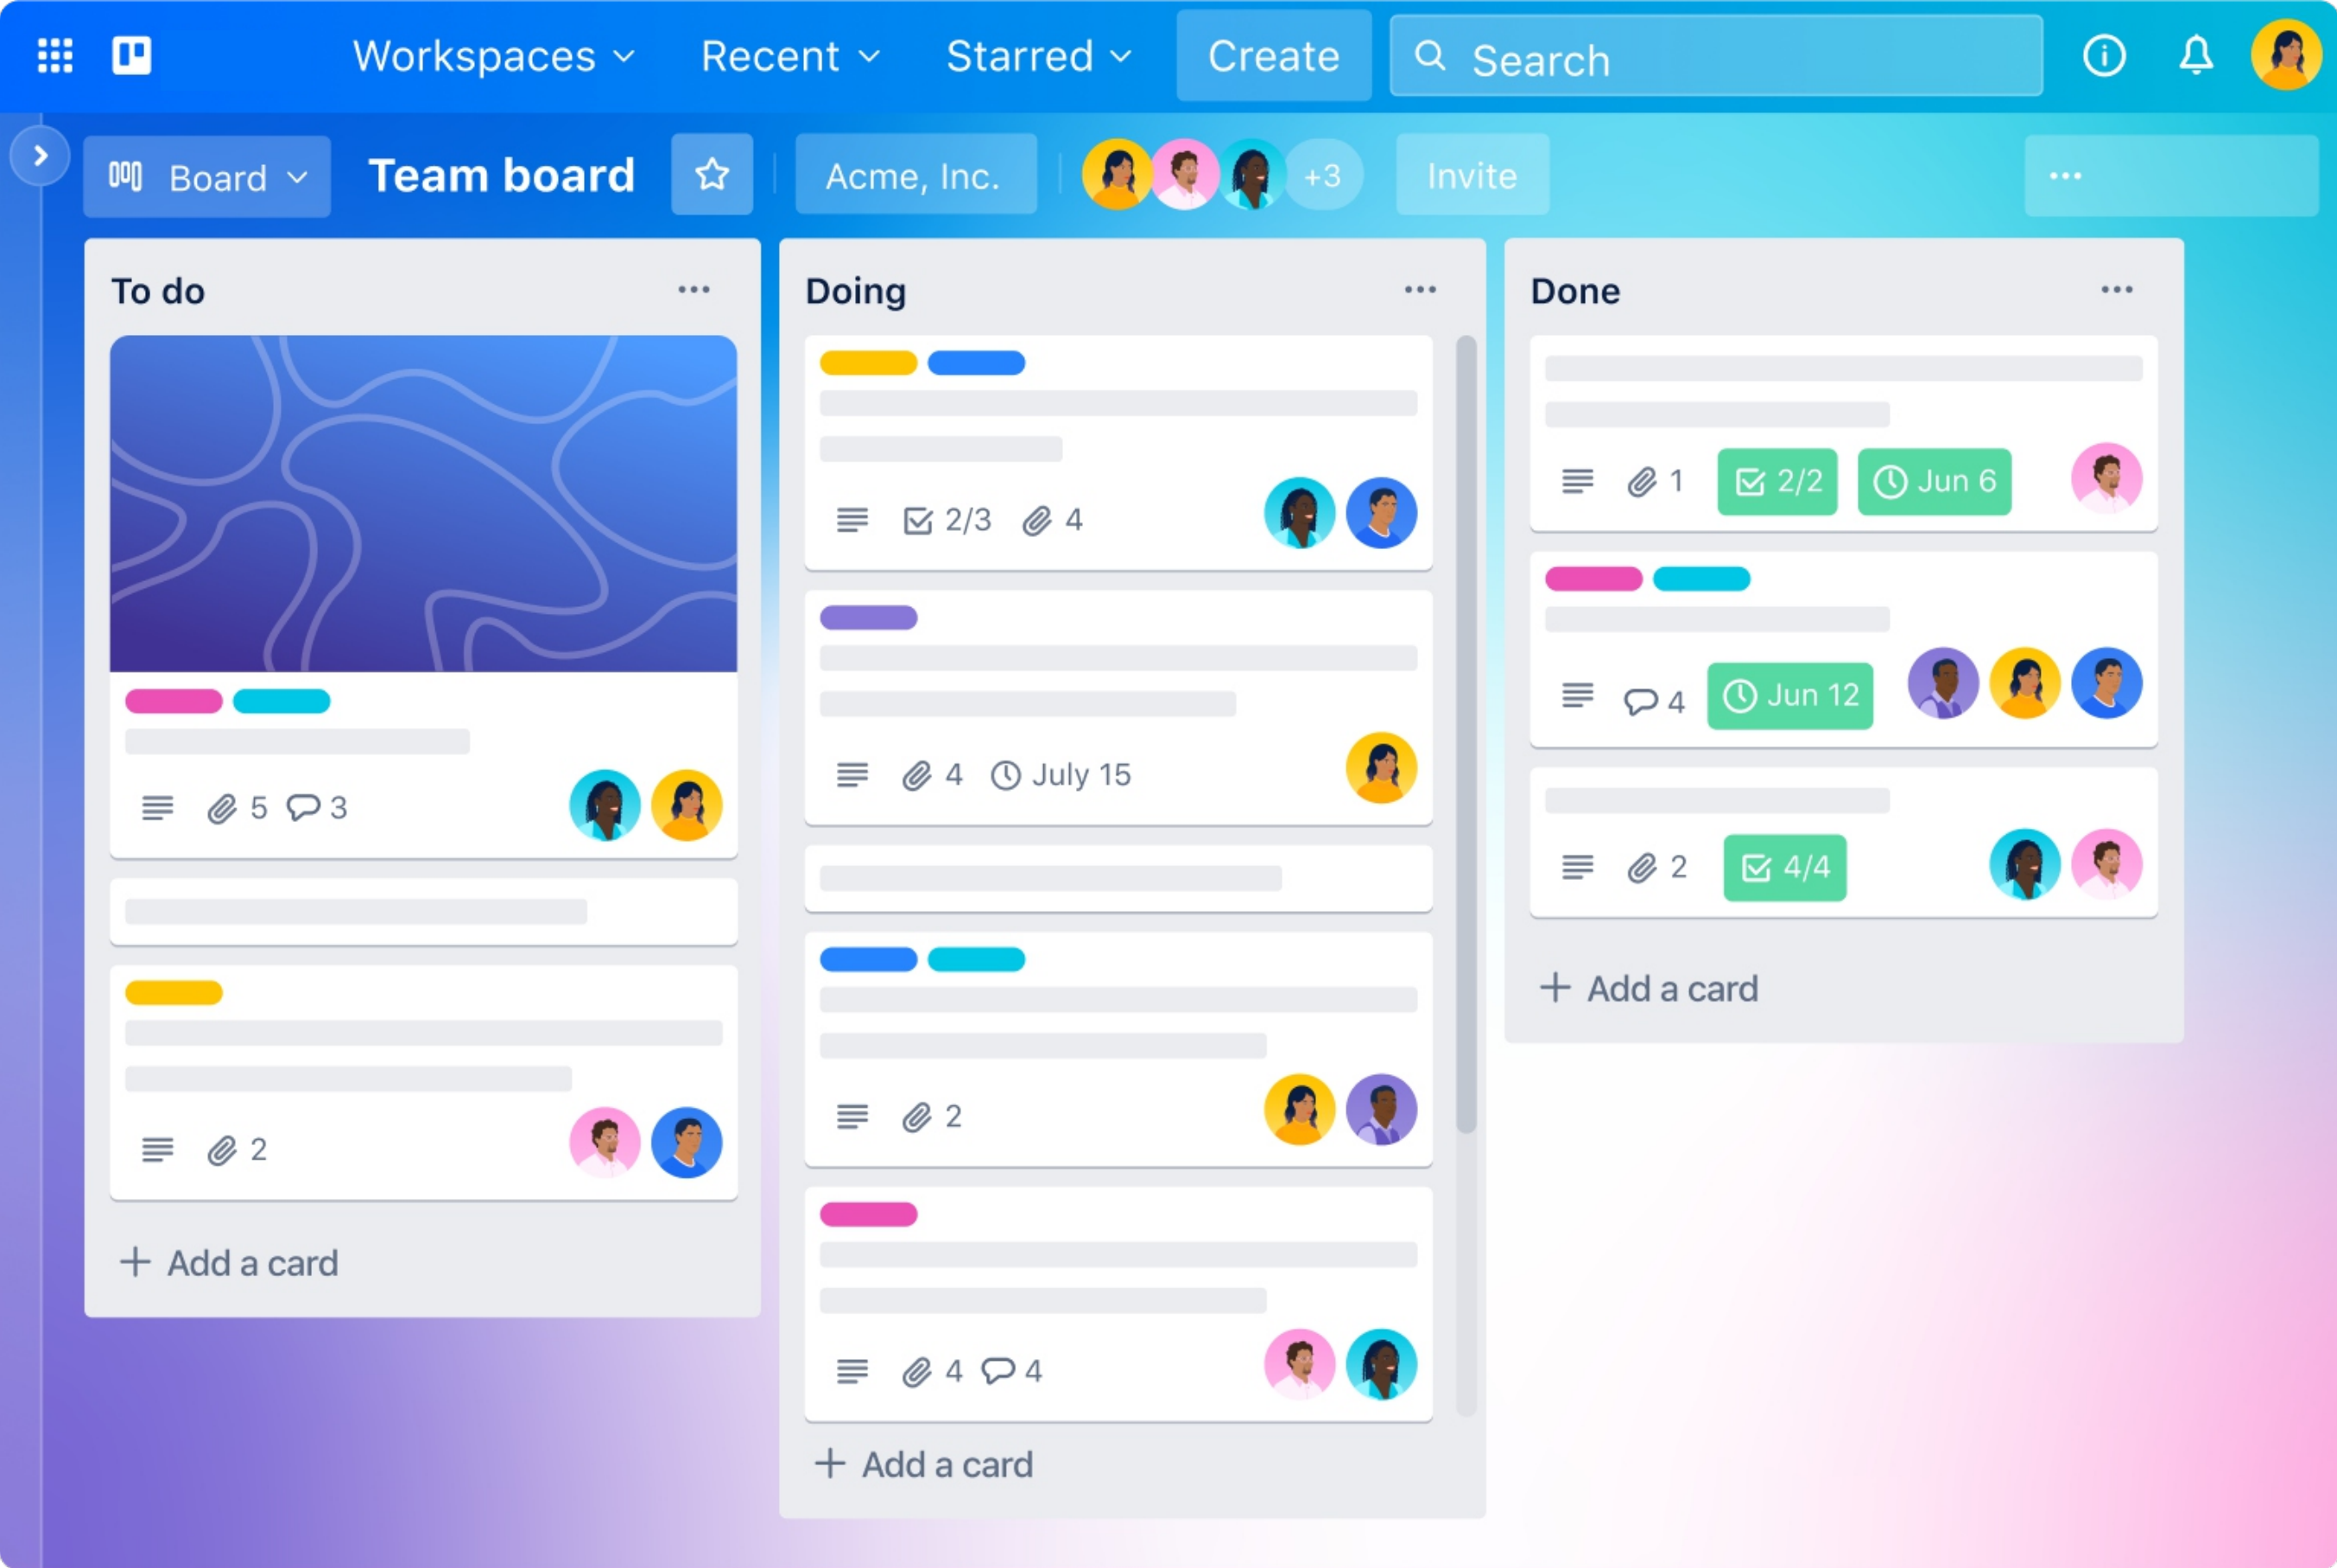 Workspaces Recent Starred Create Search
Board Team board Acme, Inc. +3 Invite
To do
5 3
2
Add a card
Doing
2/3 4
4 July 15
2
4 4
Add a card
Done
1 2/2 Jun 6
4 Jun 12
2 4/4
Add a card